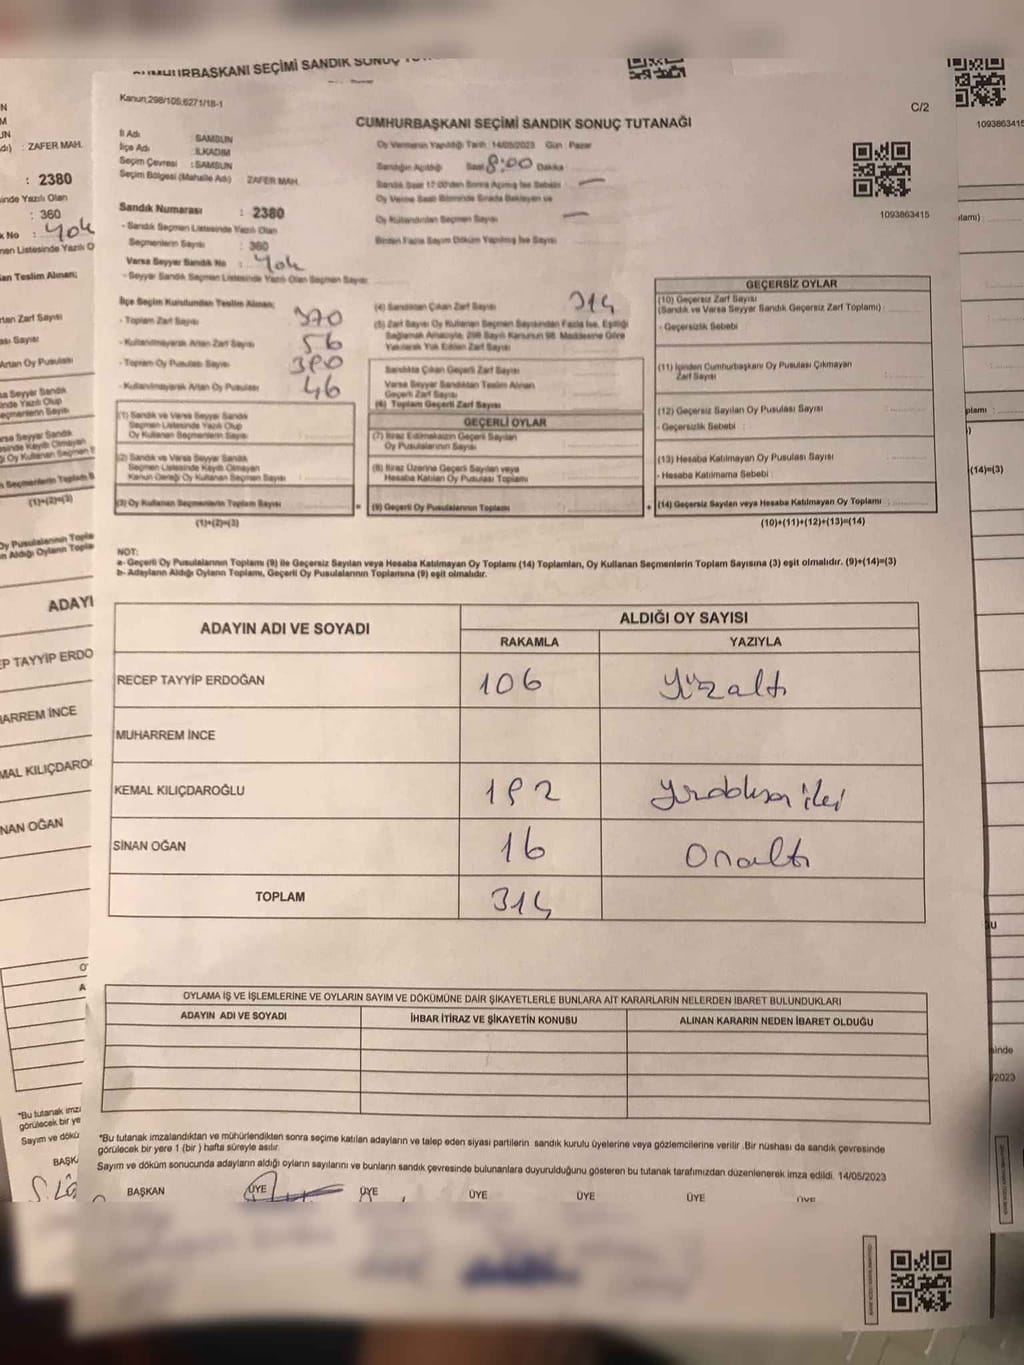 CUMHURBAŞKANI SEÇİMİ SANDIK SONUÇ
Kanun;298/105;6271/18-1
C/2
1093863415
CUMHURBAŞKANI SEÇİMİ SANDIK SONUÇ TUTANAĞI
İl Adı : SAMSUN
İlçe Adı : İLKADIM
Seçim Çevresi : SAMSUN
Seçim Bölgesi (Mahalle Adı) ZAFER MAH.
Oy Vermenin Yapıldığı Tarih 14/05/2023 Gün: Pazar
Sandığın Açıldığı Saat 8:00 Dakika
Sandık Saat 17:00'den Sonra Açılmış İse Sebebi —
Oy Verme Saati Bitiminde Sırada Bekleyen ve
Oy Kullandırılan Seçmen Sayısı —
Birden Fazla Sayım Döküm Yapılmış İse Sayısı
1093863415
Sandık Numarası : 2380
- Sandık Seçmen Listesinde Yazılı Olan
Seçmenlerin Sayısı : 360
Varsa Seyyar Sandık No : Yok
- Seyyar Sandık Seçmen Listesinde Yazılı Olan Seçmen Sayısı:
İlçe Seçim Kurulundan Teslim Alınan;
- Toplam Zarf Sayısı 370
- Kullanılmayarak Artan Zarf Sayısı 56
- Toplam Oy Pusulası Sayısı
- Kullanılmayarak Artan Oy Pusulası 46
(1) Sandık ve Varsa Seyyar Sandık
Seçmen Listesinde Yazılı Olup
Oy Kullanan Seçmenlerin Sayısı
(2) Sandık ve Varsa Seyyar Sandık
Seçmen Listesinde Kayıtlı Olmayan
Kanun Gereği Oy Kullanan Seçmen Sayısı
(3) Oy Kullanan Seçmenlerin Toplam Sayısı
(1)+(2)=(3)
(4) Sandıktan Çıkan Zarf Sayısı 314
(5) Zarf Sayısı Oy Kullanan Seçmen Sayısından Fazla İse, Eşitliği
Sağlamak Amacıyla, 298 Sayılı Kanunun 98. Maddesine Göre
Yakılarak Yok Edilen Zarf Sayısı
Sandıkta Çıkan Geçerli Zarf Sayısı
Varsa Seyyar Sandıktan Teslim Alınan
Geçerli Zarf Sayısı
(6) Toplam Geçerli Zarf Sayısı
GEÇERLİ OYLAR
(7) İtiraz Edilmeksizin Geçerli Sayılan
Oy Pusulalarının Sayısı
(8) İtiraz Üzerine Geçerli Sayılan veya
Hesaba Katılan Oy Pusulası Toplamı
(9) Geçerli Oy Pusulalarının Toplamı
GEÇERSİZ OYLAR
(10) Geçersiz Zarf Sayısı
(Sandık ve Varsa Seyyar Sandık Geçersiz Zarf Toplamı) :
- Geçersizlik Sebebi :
(11) İçinden Cumhurbaşkanı Oy Pusulası Çıkmayan
Zarf Sayısı
(12) Geçersiz Sayılan Oy Pusulası Sayısı
- Geçersizlik Sebebi :
(13) Hesaba Katılmayan Oy Pusulası Sayısı
- Hesaba Katılmama Sebebi :
(14) Geçersiz Sayılan veya Hesaba Katılmayan Oy Toplamı :
(10)+(11)+(12)+(13)=(14)
NOT:
a- Geçerli Oy Pusulalarının Toplamı (9) ile Geçersiz Sayılan veya Hesaba Katılmayan Oy Toplamı (14) Toplamları, Oy Kullanan Seçmenlerin Toplam Sayısına (3) eşit olmalıdır. (9)+(14)=(3)
b- Adayların Aldığı Oyların Toplamı, Geçerli Oy Pusulalarının Toplamına (9) eşit olmalıdır.
ADAYIN ADI VE SOYADI ALDIĞI OY SAYISI
RAKAMLA YAZIYLA
RECEP TAYYİP ERDOĞAN 106 Yüzaltı
MUHARREM İNCE
KEMAL KILIÇDAROĞLU 192
SİNAN OĞAN 16 Onaltı
TOPLAM 314
OYLAMA İŞ VE İŞLEMLERİNE VE OYLARIN SAYIM VE DÖKÜMÜNE DAİR ŞİKAYETLERLE BUNLARA AİT KARARLARIN NELERDEN İBARET BULUNDUKLARI
ADAYIN ADI VE SOYADI İHBAR İTİRAZ VE ŞİKAYETİN KONUSU ALINAN KARARIN NEDEN İBARET OLDUĞU
*Bu tutanak imzalandıktan ve mühürlendikten sonra seçime katılan adayların ve talep eden siyasi partilerin sandık kurulu üyelerine veya gözlemcilerine verilir .Bir nüshası da sandık çevresinde
görülecek bir yere 1 (bir ) hafta süreyle asılır.
Sayım ve döküm sonucunda adayların aldığı oyların sayılarını ve bunların sandık çevresinde bulunanlara duyurulduğunu gösteren bu tutanak tarafımızdan düzenlenerek imza edildi. 14/05/2023
BAŞKAN ÜYE ÜYE ÜYE ÜYE ÜYE ÜYE